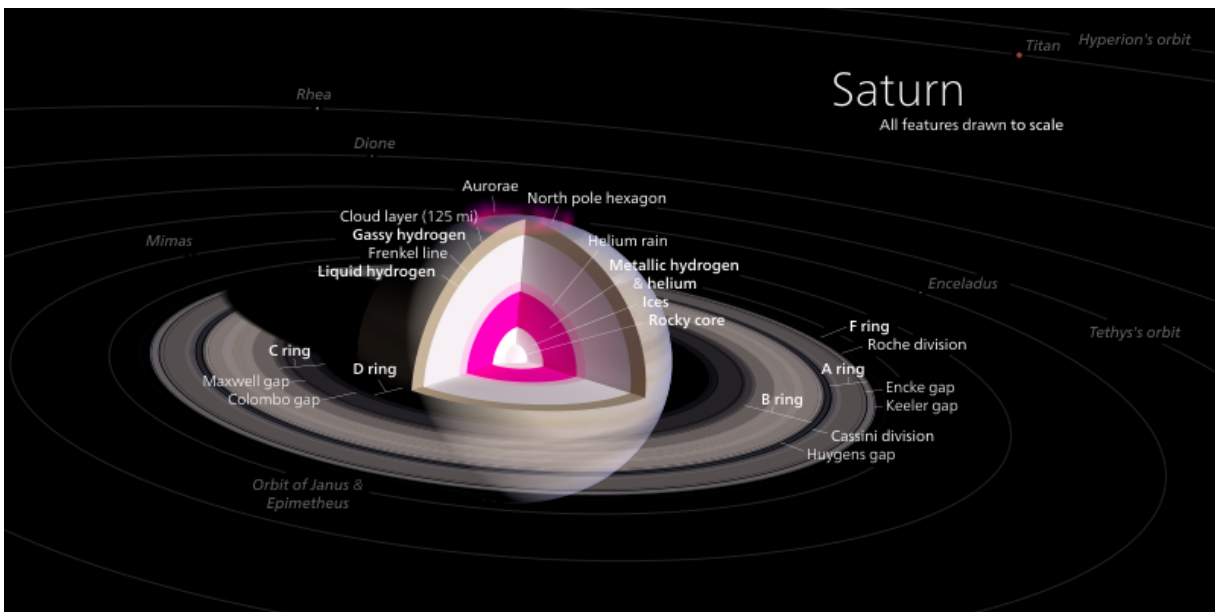 Titan
Hyperion's orbit
Saturn
All features drawn to scale
Rhea
Dione
Aurorae
North pole hexagon
Cloud layer (125 mi)
Gassy hydrogen
Frenkel line
Liquid hydrogen
Helium rain
Metallic hydrogen
& helium
Ices
Rocky core
Mimas
Enceladus
Tethys's orbit
F ring
Roche division
A ring
Encke gap
Keeler gap
B ring
Cassini division
Huygens gap
C ring
Maxwell gap
Colombo gap
D ring
Orbit of Janus &
Epimetheus